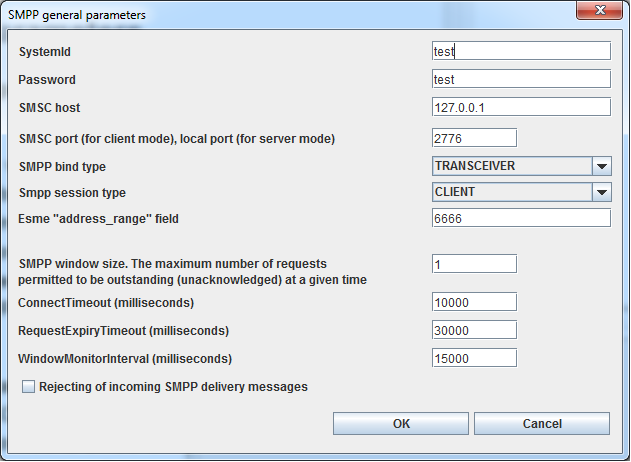 SMPP general parameters
SystemId test
Password test
SMSC host 127.0.0.1
SMSC port (for client mode), local port (for server mode) 2776
SMPP bind type TRANSCEIVER
Smpp session type CLIENT
Esme "address_range" field 6666
SMPP window size. The maximum number of requests 1
permitted to be outstanding (unacknowledged) at a given time
ConnectTimeout (milliseconds) 10000
RequestExpiryTimeout (milliseconds) 30000
WindowMonitorInterval (milliseconds) 15000
Rejecting of incoming SMPP delivery messages
OK Cancel